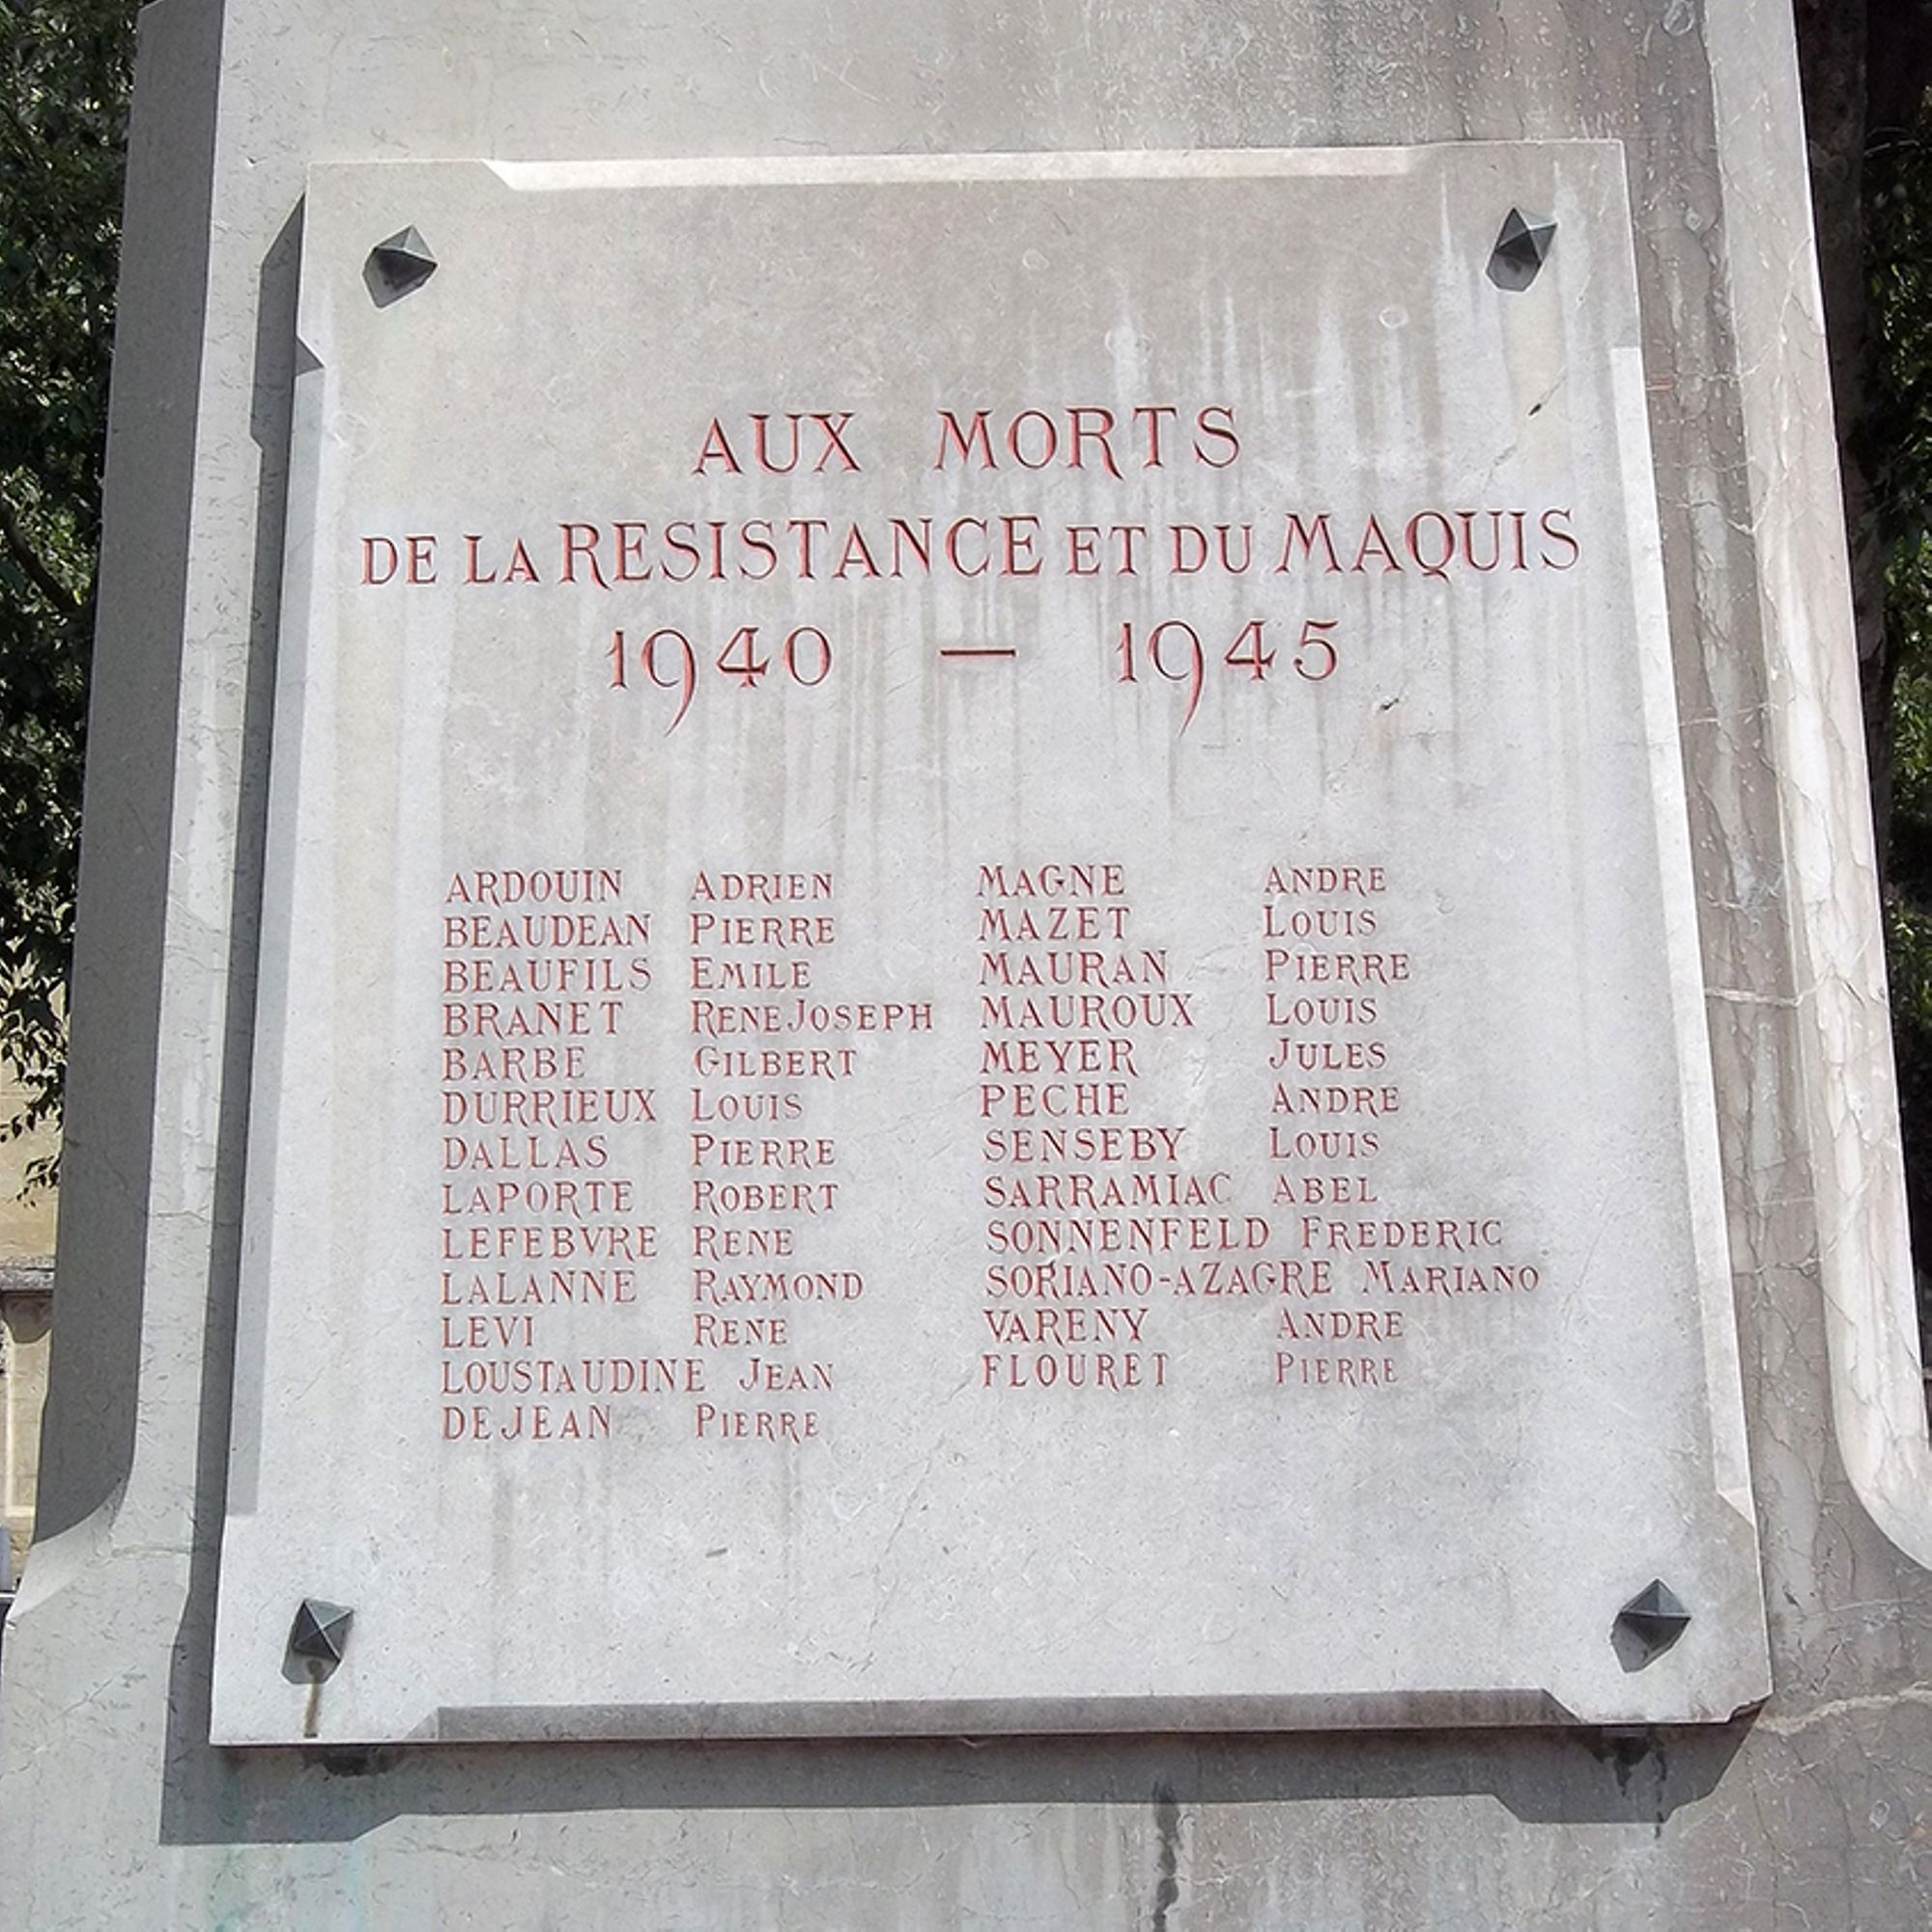 AUX MORTS
DE LA RESISTANCE ET DU MAQUIS
1940 — 1945
ARDOUIN ADRIEN
BEAUDEAN PIERRE
BEAUFILS EMILE
BRANET RENE JOSEPH
BARBE GILBERT
DURRIEUX LOUIS
DALLAS PIERRE
LAPORTE ROBERT
LEFEBVRE RENE
LALANNE RAYMOND
LEVI RENE
LOUSTAUDINE JEAN
DEJEAN PIERRE
MAGNE ANDRE
MAZET LOUIS
MAURAN PIERRE
MAUROUX LOUIS
MEYER JULES
PECHE ANDRE
SENSEBY LOUIS
SARRAMIAC ABEL
SONNENFELD FREDERIC
SORIANO-AZAGRE MARIANO
VARENY ANDRE
FLOURET PIERRE